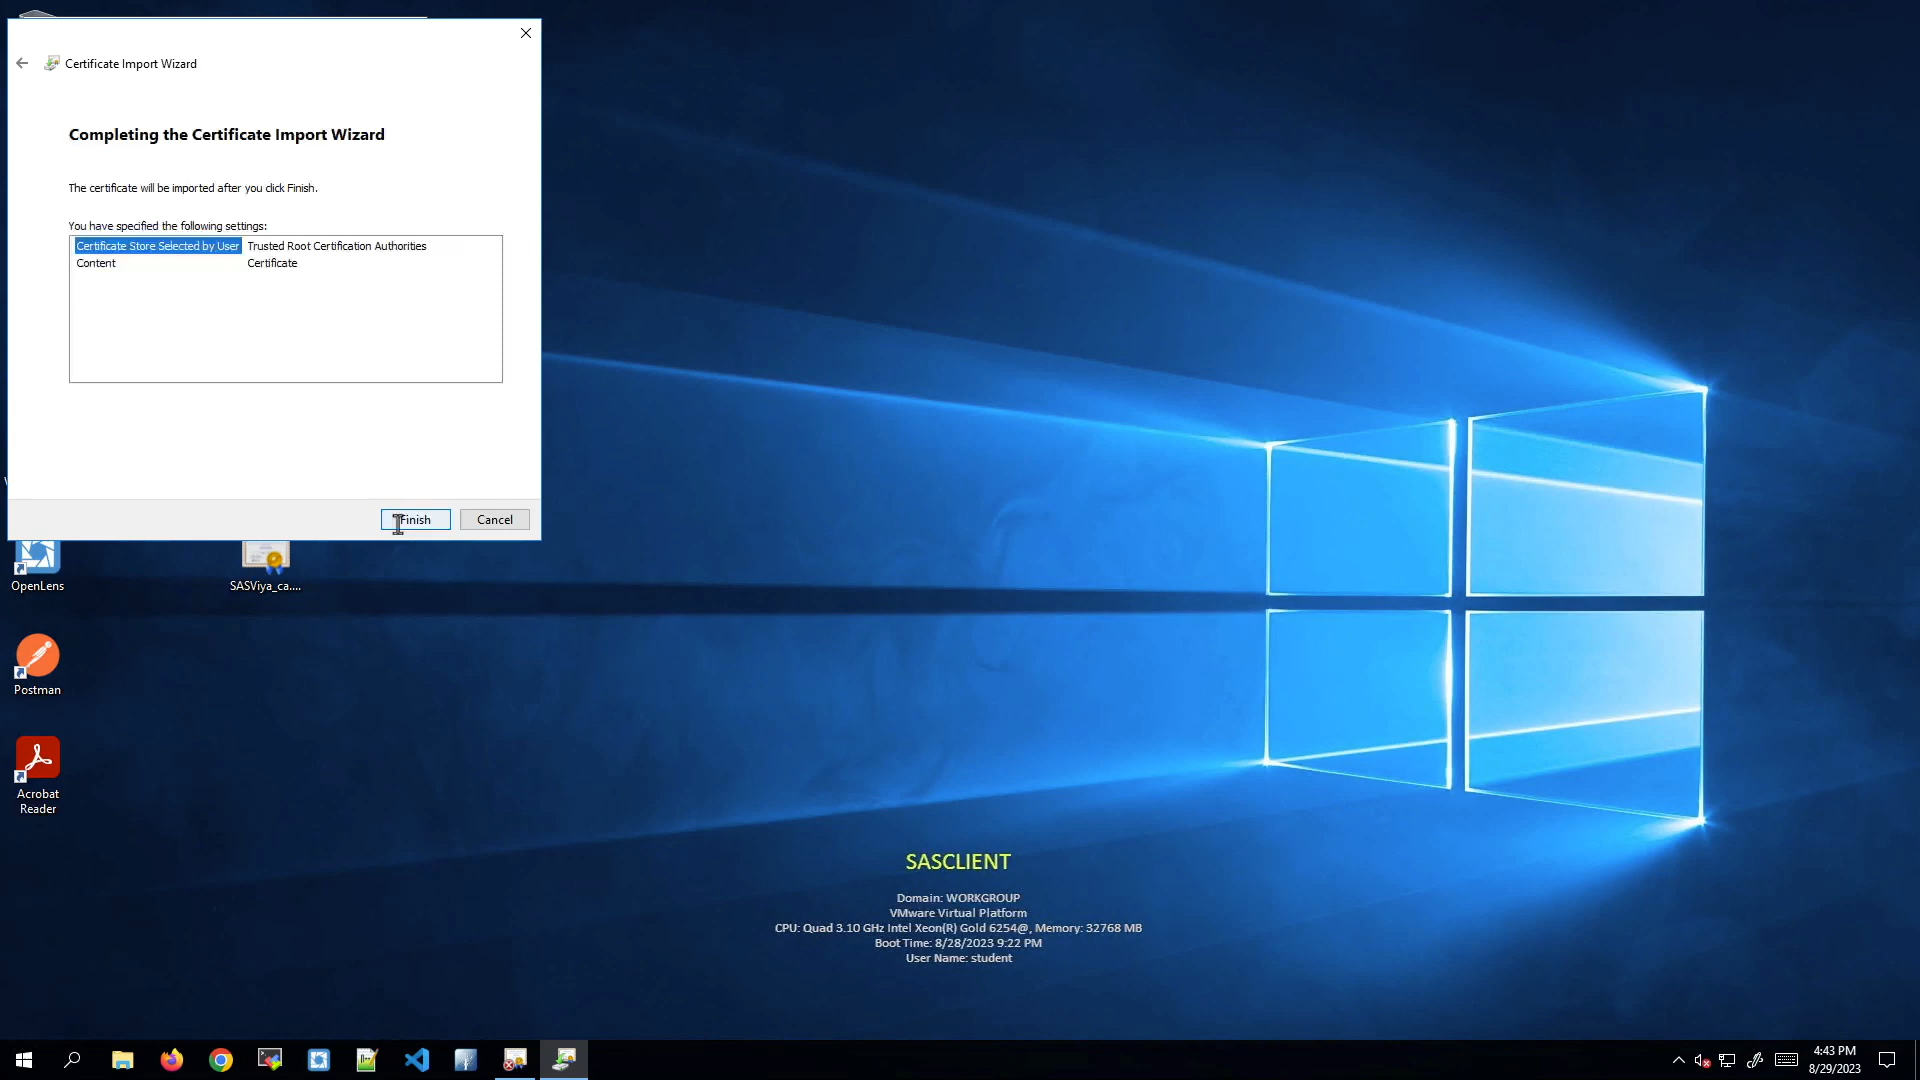 Certificate Import Wizard
Completing the Certificate Import Wizard
The certificate will be imported after you click Finish.
You have specified the following settings:
Certificate Store Selected by User Trusted Root Certification Authorities
Content Certificate
Finish Cancel
OpenLens
SASViya_ca....
Postman
Acrobat
Reader
SASCLIENT
Domain: WORKGROUP
VMware Virtual Platform
CPU: Quad 3.10 GHz Intel Xeon(R) Gold 6254@, Memory: 32768 MB
Boot Time: 8/28/2023 9:22 PM
User Name: student
4:43 PM
8/29/2023